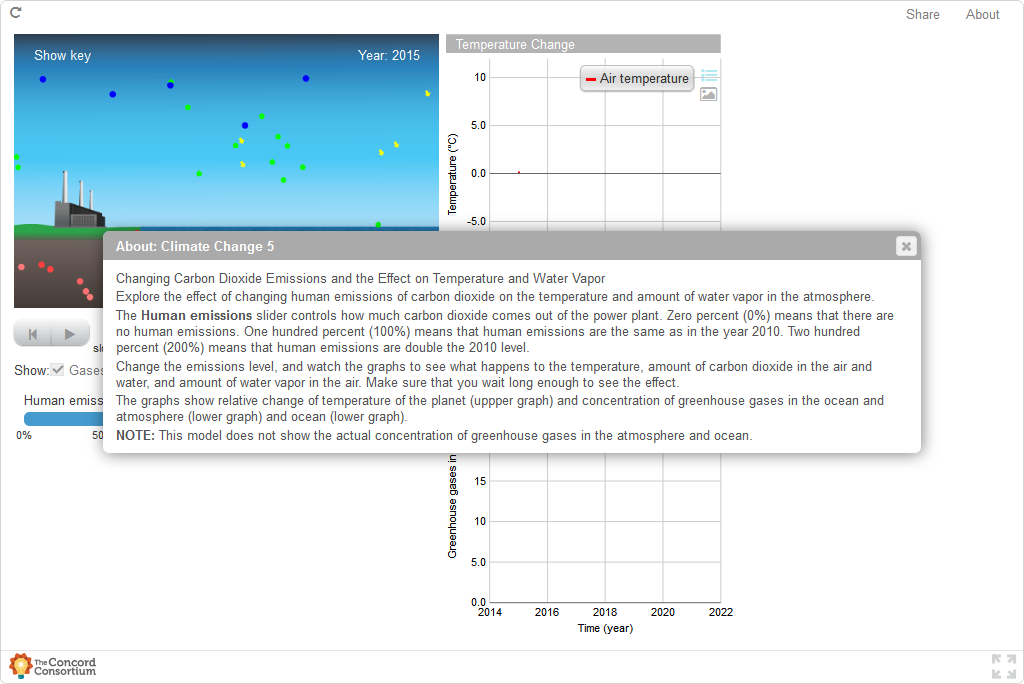 Share About
Show key Year: 2015
Temperature Change
Air temperature
10
5.0
0.0
-5.0
Temperature (°C)
About: Climate Change 5
Changing Carbon Dioxide Emissions and the Effect on Temperature and Water Vapor
Explore the effect of changing human emissions of carbon dioxide on the temperature and amount of water vapor in the atmosphere.
The Human emissions slider controls how much carbon dioxide comes out of the power plant. Zero percent (0%) means that there are
no human emissions. One hundred percent (100%) means that human emissions are the same as in the year 2010. Two hundred
percent (200%) means that human emissions are double the 2010 level.
Change the emissions level, and watch the graphs to see what happens to the temperature, amount of carbon dioxide in the air and
water, and amount of water vapor in the air. Make sure that you wait long enough to see the effect.
The graphs show relative change of temperature of the planet (uppper graph) and concentration of greenhouse gases in the ocean and
atmosphere (lower graph) and ocean (lower graph).
NOTE: This model does not show the actual concentration of greenhouse gases in the atmosphere and ocean.
Show: Gases
Human emiss
0% 50
Greenhouse gases in
15
10
5.0
0.0
2014 2016 2018 2020 2022
Time (year)
The Concord
Consortium